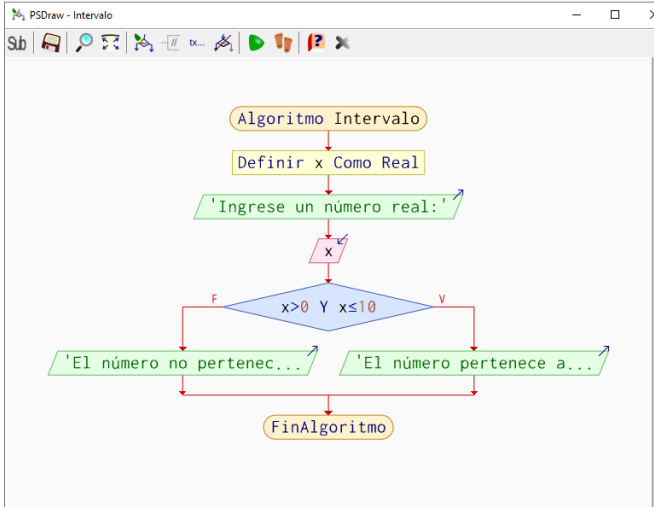 PSDraw - Intervalo
Sub
tx...
Algoritmo Intervalo
Definir x Como Real
'Ingrese un número real:'
x
F
x>0 Y x≤10
V
'El número no pertenec...
'El número pertenece a...
FinAlgoritmo